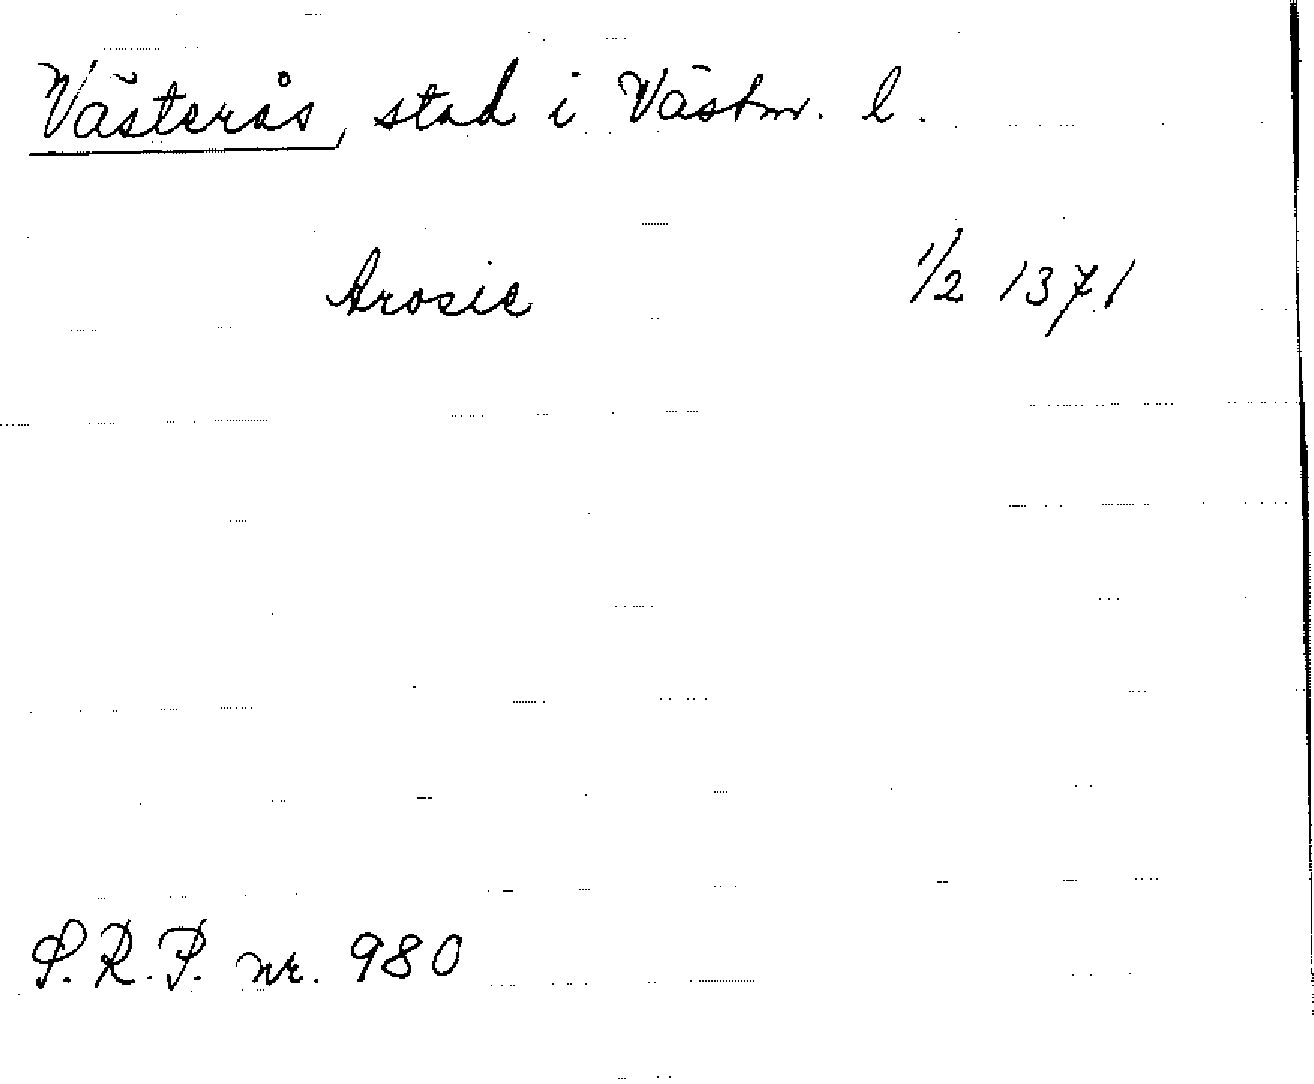 Västerås, stad i Västm. l.
Arosie 1/2 1371
S.R.P. nr. 980